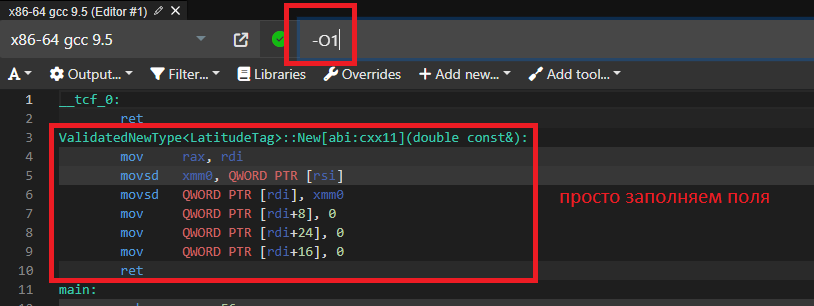 x86-64 gcc 9.5 (Editor #1)
x86-64 gcc 9.5
-O1
A Output... Filter... Libraries Overrides + Add new... Add tool...
1 __tcf_0:
2 ret
3 ValidatedNewType<LatitudeTag>::New[abi:cxx11](double const&):
4 mov rax, rdi
5 movsd xmm0, QWORD PTR [rsi]
6 movsd QWORD PTR [rdi], xmm0
7 mov QWORD PTR [rdi+8], 0
8 mov QWORD PTR [rdi+24], 0
9 mov QWORD PTR [rdi+16], 0
10 ret
просто заполняем поля
11 main: